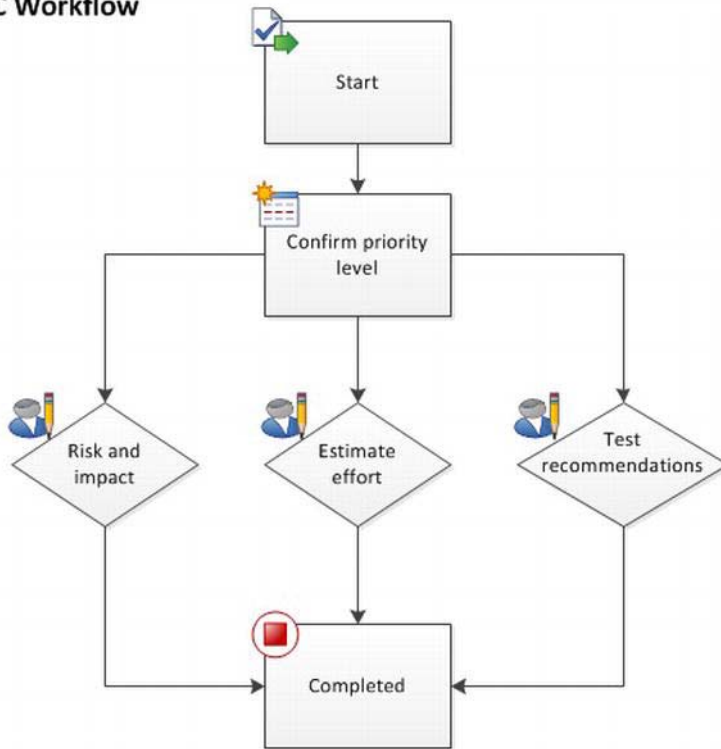 C Workflow
Start
Confirm priority
level
Risk and
impact
Estimate
effort
Test
recommendations
Completed